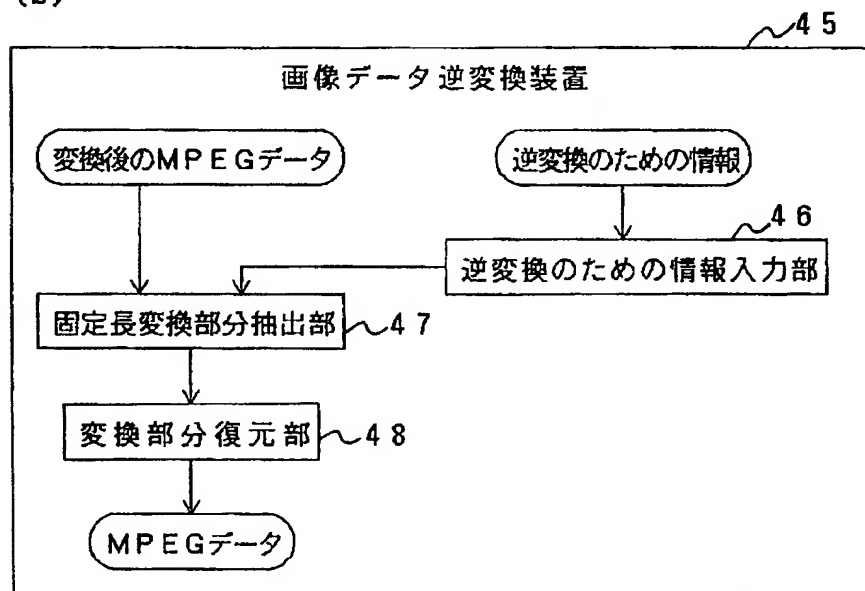 (b)
45
画像データ逆変換装置
変換後のMPEGデータ
逆変換のための情報
46
逆変換のための情報入力部
固定長変換部分抽出部
47
変換部分復元部
48
MPEGデータ